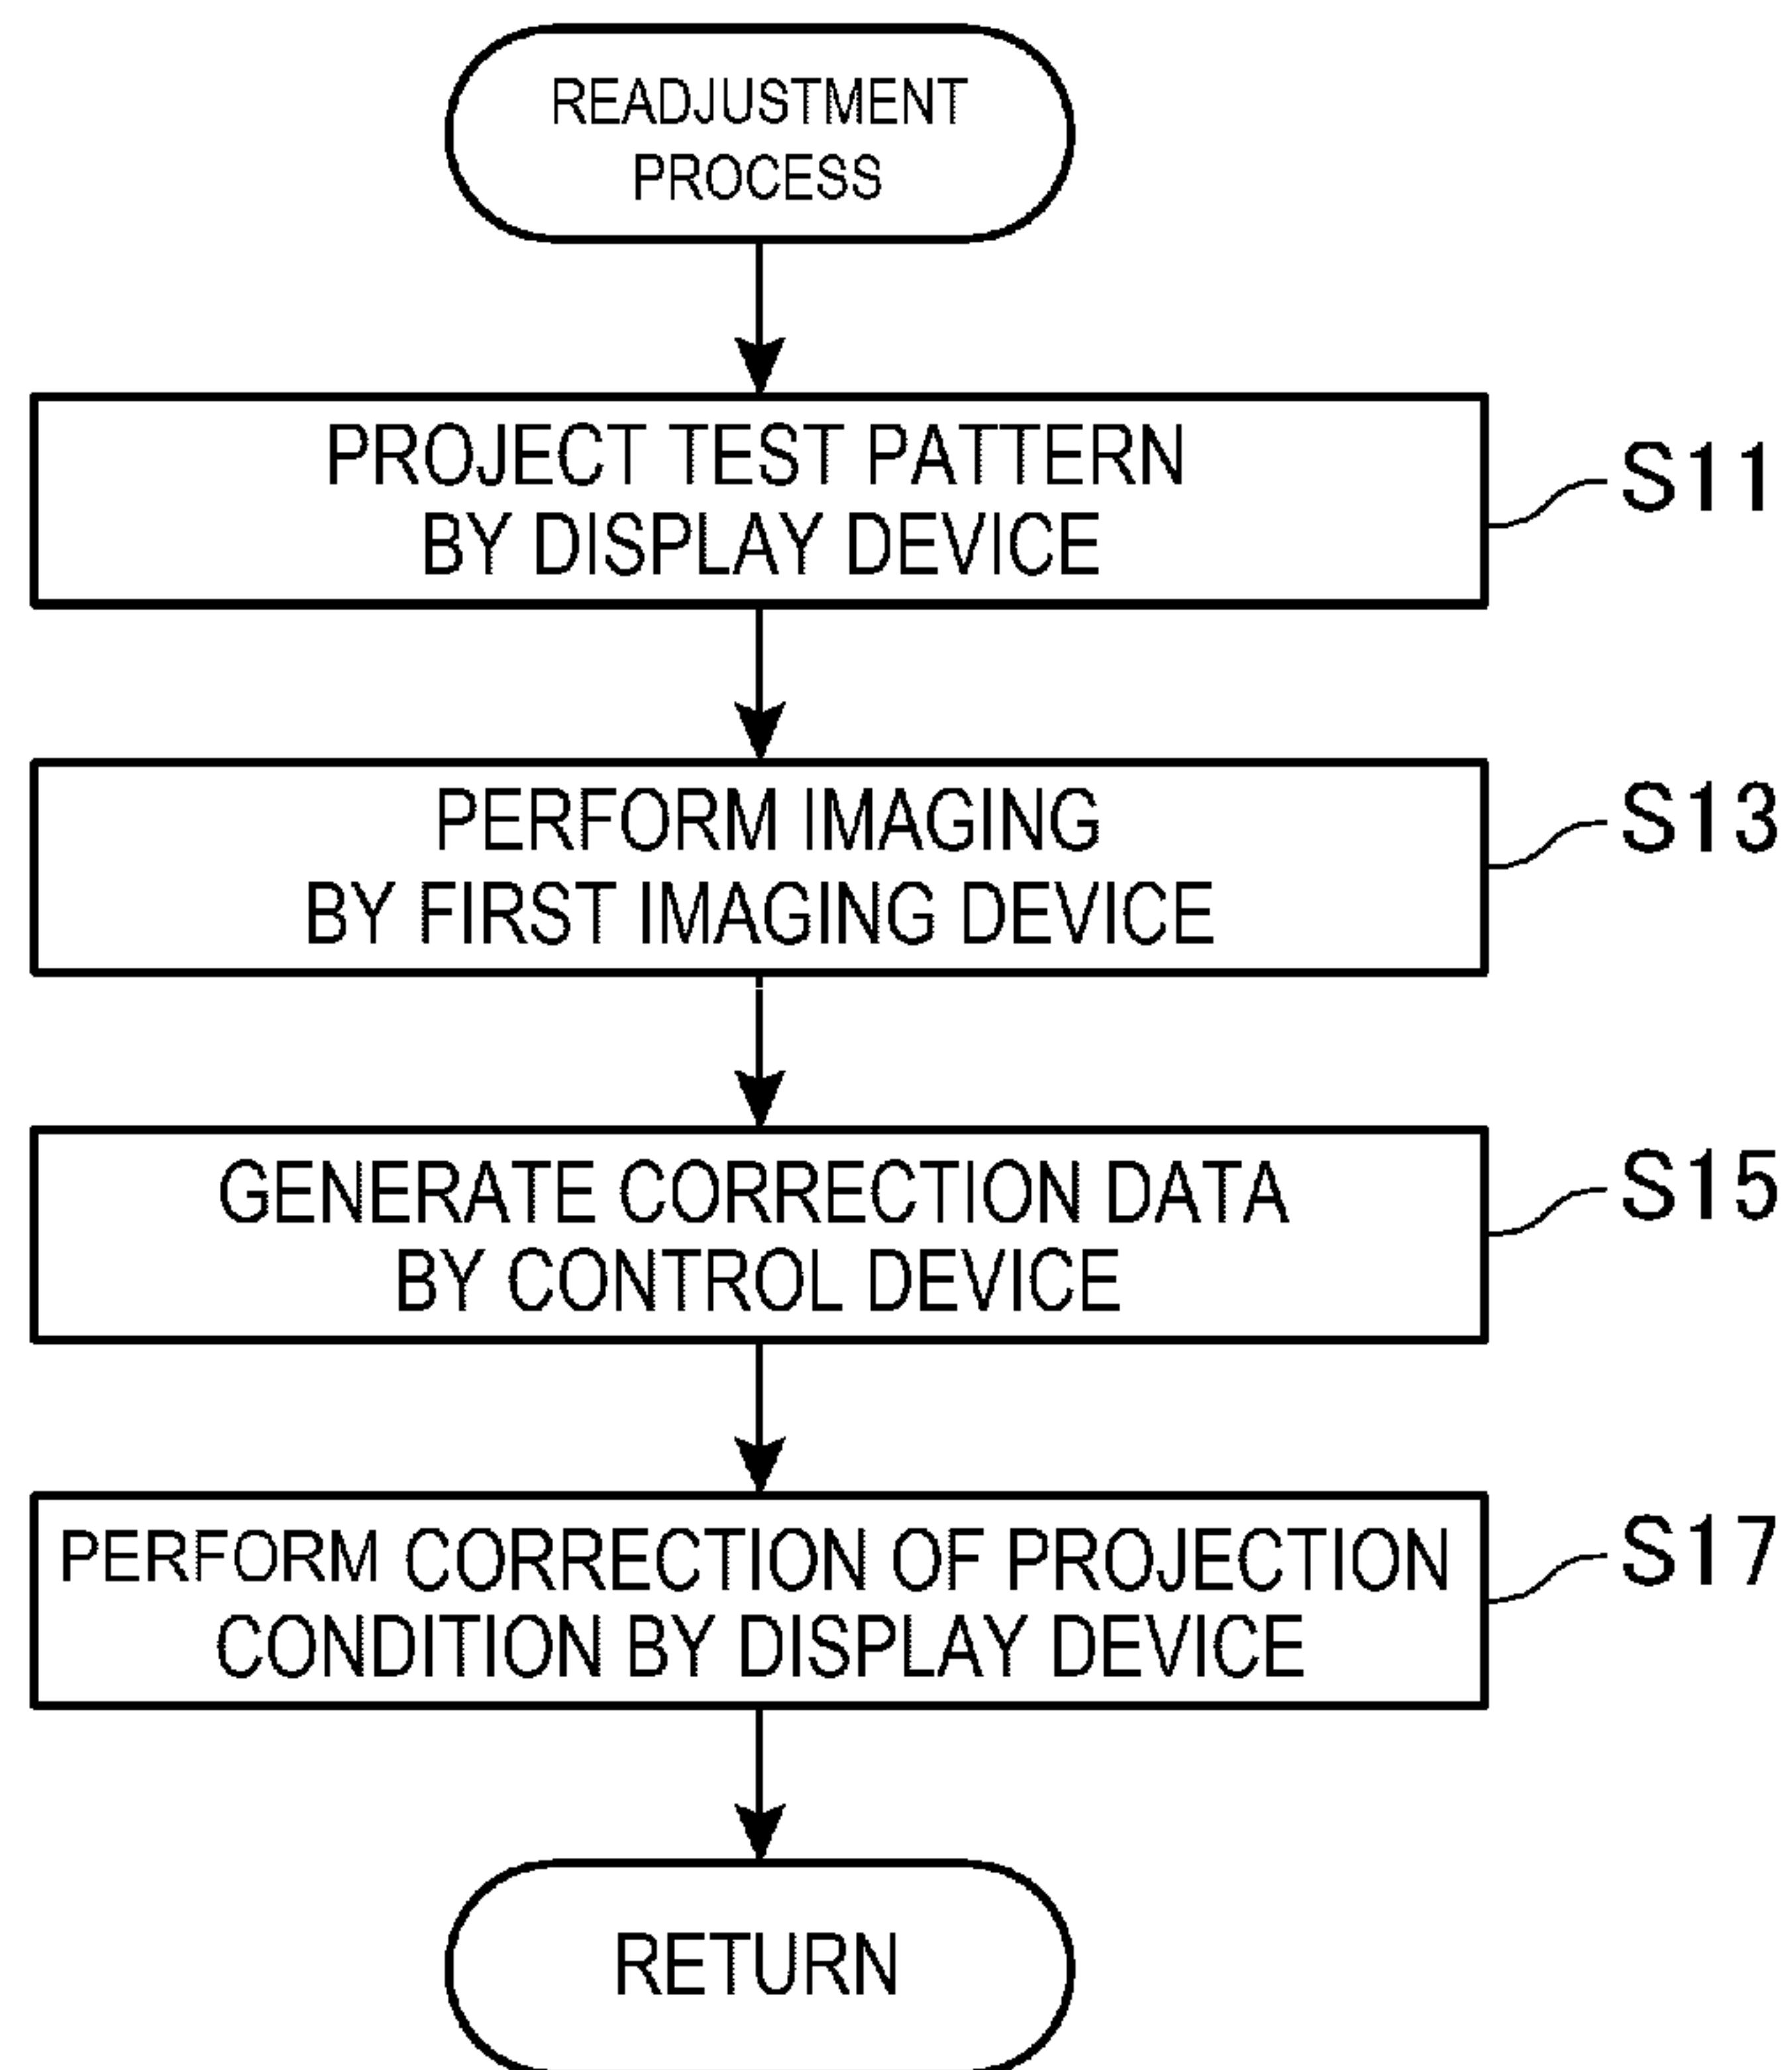 READJUSTMENT
PROCESS
PROJECT TEST PATTERN
BY DISPLAY DEVICE
S11
PERFORM IMAGING
BY FIRST IMAGING DEVICE
S13
GENERATE CORRECTION DATA
BY CONTROL DEVICE
S15
PERFORM CORRECTION OF PROJECTION
CONDITION BY DISPLAY DEVICE
S17
RETURN